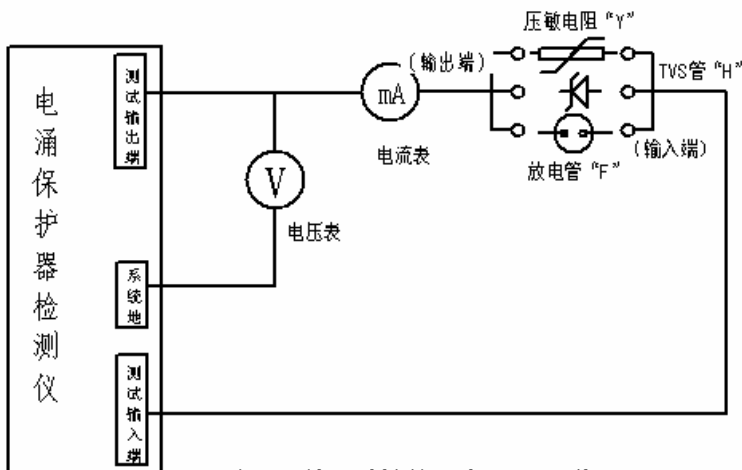 电涌保护器检测仪
测试输出端
系统地
测试输入端
V
电压表
mA
电流表
(输出端)
压敏电阻 "Y"
TVS管 "H"
放电管 "F"
(输入端)